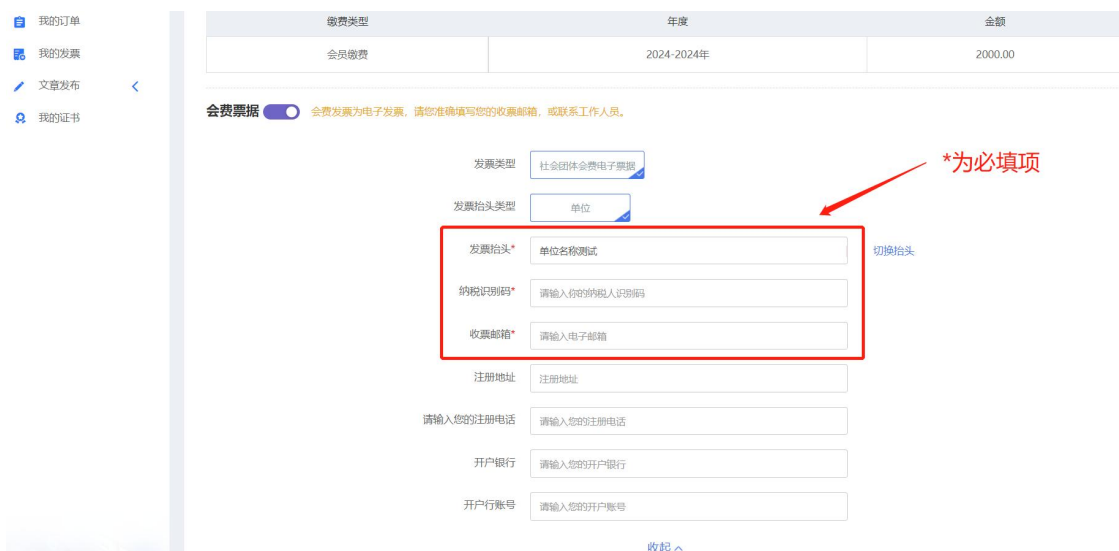 我的订单
我的发票
文章发布
我的证书
缴费类型 年度 金额
会员缴费 2024-2024年 2000.00
会费票据 会费发票为电子发票，请您准确填写您的收票邮箱，或联系工作人员。
发票类型 社会团体会费电子票据
*为必填项
发票抬头类型 单位
发票抬头* 单位名称测试 切换抬头
纳税识别码* 请输入你的纳税人识别码
收票邮箱* 请输入电子邮箱
注册地址 注册地址
请输入您的注册电话 请输入您的注册电话
开户银行 请输入您的开户银行
开户行账号 请输入您的开户账号
收起